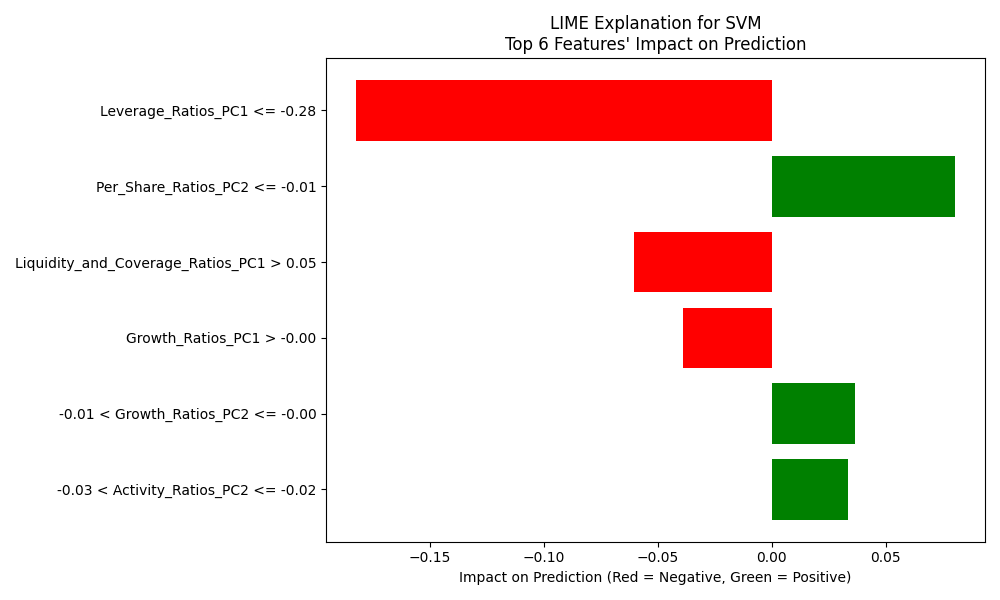 LIME Explanation for SVM
Top 6 Features' Impact on Prediction
Leverage_Ratios_PC1 <= -0.28
Per_Share_Ratios_PC2 <= -0.01
Liquidity_and_Coverage_Ratios_PC1 > 0.05
Growth_Ratios_PC1 > -0.00
-0.01 < Growth_Ratios_PC2 <= -0.00
-0.03 < Activity_Ratios_PC2 <= -0.02
−0.15 −0.10 −0.05 0.00 0.05
Impact on Prediction (Red = Negative, Green = Positive)